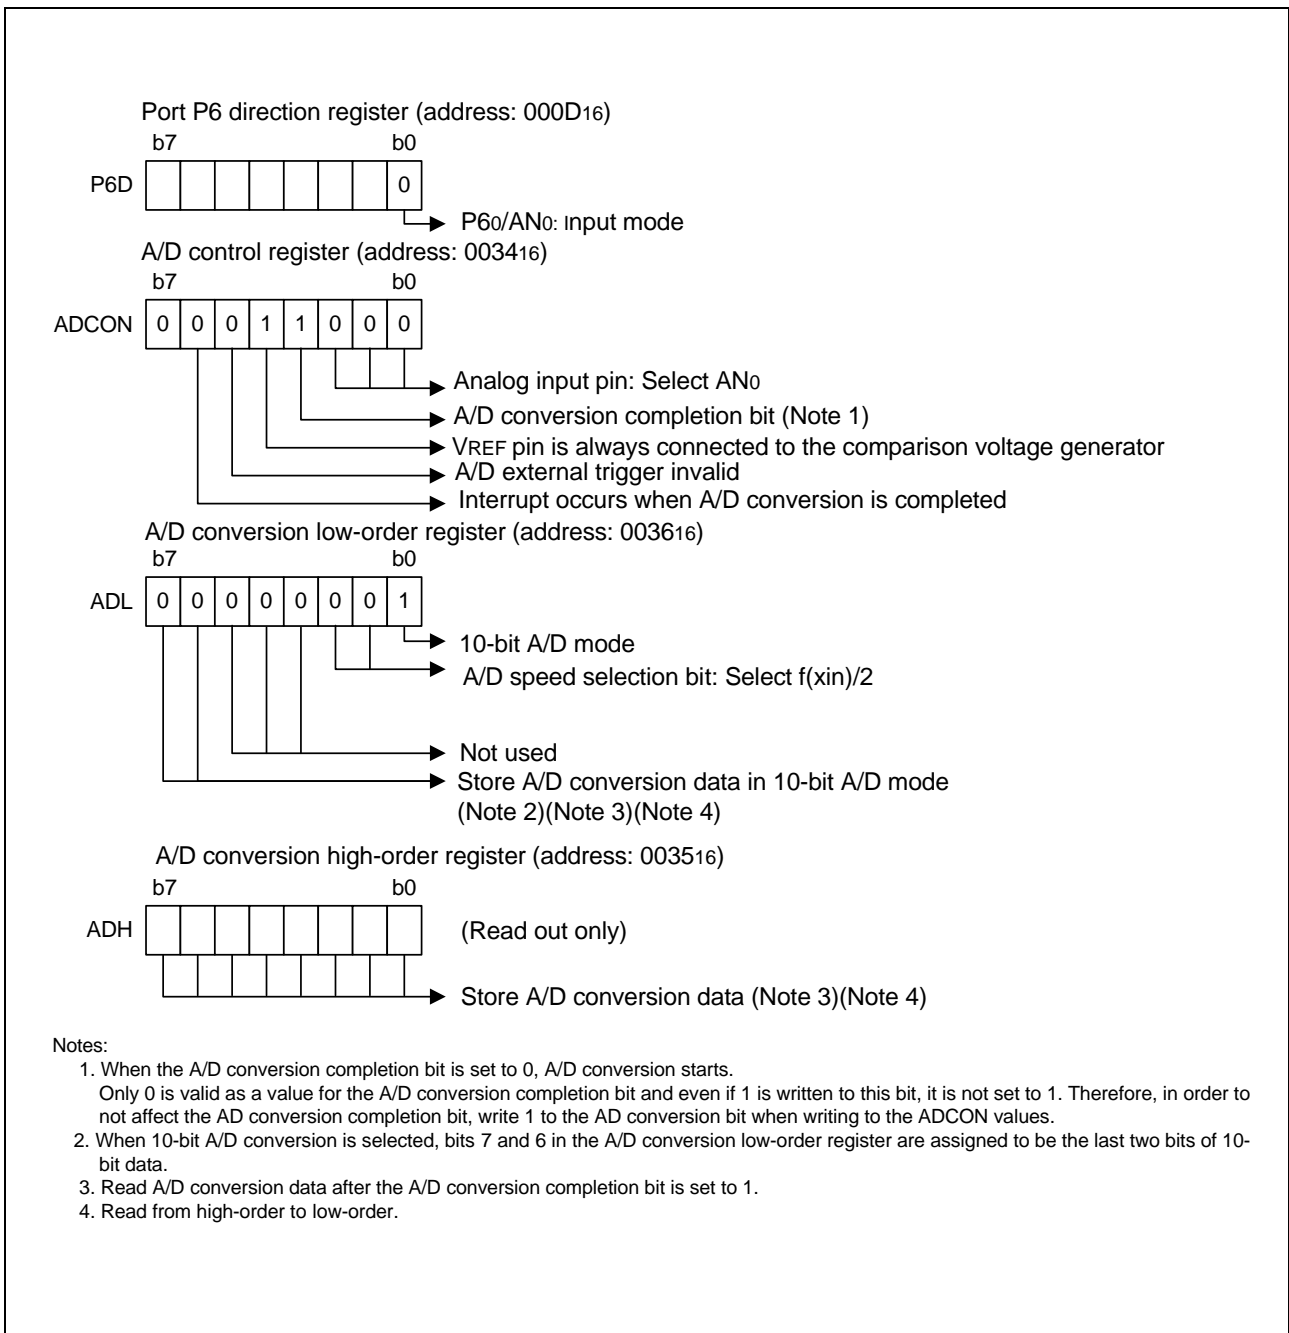 Port P6 direction register (address: 000D16)
b7 b0
P6D 0
P60/AN0: Input mode
A/D control register (address: 003416)
b7 b0
ADCON 0 0 0 1 1 0 0 0
Analog input pin: Select AN0
A/D conversion completion bit (Note 1)
VREF pin is always connected to the comparison voltage generator
A/D external trigger invalid
Interrupt occurs when A/D conversion is completed
A/D conversion low-order register (address: 003616)
b7 b0
ADL 0 0 0 0 0 0 0 1
10-bit A/D mode
A/D speed selection bit: Select f(xin)/2
Not used
Store A/D conversion data in 10-bit A/D mode
(Note 2)(Note 3)(Note 4)
A/D conversion high-order register (address: 003516)
b7 b0
ADH (Read out only)
Store A/D conversion data (Note 3)(Note 4)
Notes:
1. When the A/D conversion completion bit is set to 0, A/D conversion starts.
Only 0 is valid as a value for the A/D conversion completion bit and even if 1 is written to this bit, it is not set to 1. Therefore, in order to
not affect the AD conversion completion bit, write 1 to the AD conversion bit when writing to the ADCON values.
2. When 10-bit A/D conversion is selected, bits 7 and 6 in the A/D conversion low-order register are assigned to be the last two bits of 10-
bit data.
3. Read A/D conversion data after the A/D conversion completion bit is set to 1.
4. Read from high-order to low-order.